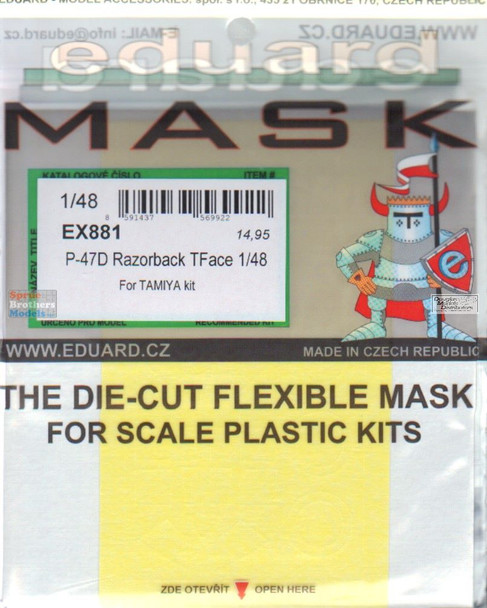 EDUARD - MODEL ACCESSORIES. spol. s r.o., 435 21 OBRNICE 170, CZECH REPUBLIC
E-MAIL: info@eduard.cz
WWW.EDUARD.CZ
eduard
MASK
KATALOGOVÉ ČÍSLO ITEM #
1/48
8 591437 569922
EX881 14,95
P-47D Razorback TFace 1/48
For TAMIYA kit
NÁZEV TITLE
Sprue
Brothers
Models
URČENO PRO MODEL RECOMMENDED KIT
T
e
WWW.EDUARD.CZ MADE IN CZECH REPUBLIC
THE DIE-CUT FLEXIBLE MASK
FOR SCALE PLASTIC KITS
ZDE OTEVŘÍT OPEN HERE